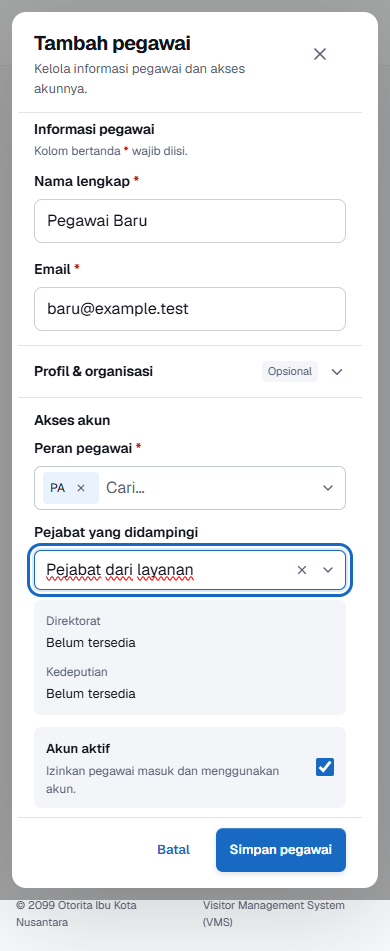 Tambah pegawai
Kelola informasi pegawai dan akses
akunnya.
Informasi pegawai
Kolom bertanda * wajib diisi.
Nama lengkap *
Pegawai Baru
Email *
baru@example.test
Profil & organisasi
Opsional
Akses akun
Peran pegawai *
PA
Cari...
Pejabat yang didampingi
Pejabat dari layanan
Direktorat
Belum tersedia
Kedeputian
Belum tersedia
Akun aktif
Izinkan pegawai masuk dan menggunakan
akun.
Batal
Simpan pegawai
© 2099 Otorita Ibu Kota
Nusantara
Visitor Management System
(VMS)